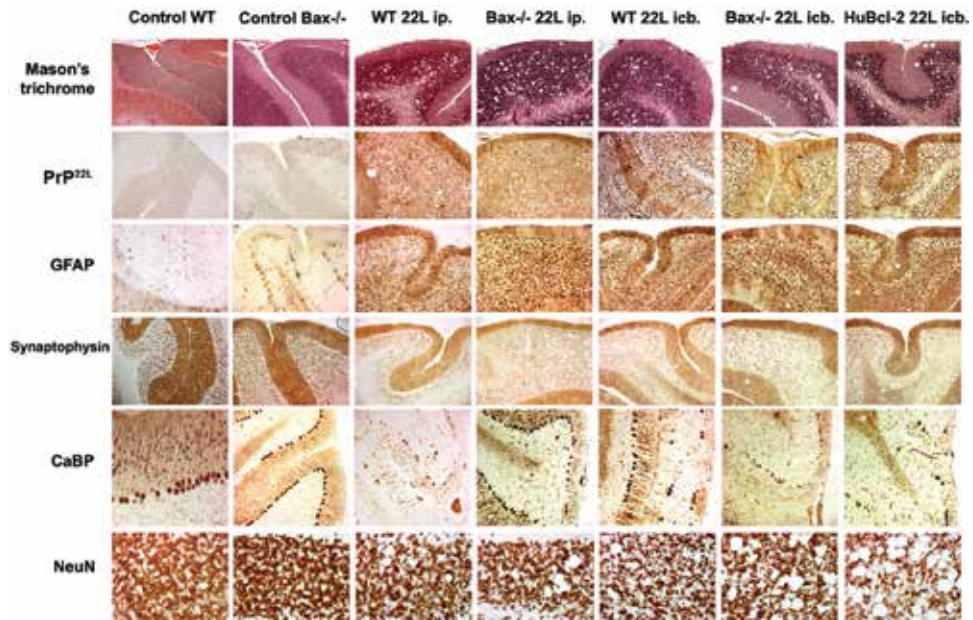 Control WT Control Bax-/- WT 22L ip. Bax-/- 22L ip. WT 22L icb. Bax-/- 22L icb. HuBcl-2 22L icb.
Mason's
trichrome
PrP²²ᴸ
GFAP
Synaptophysin
CaBP
NeuN